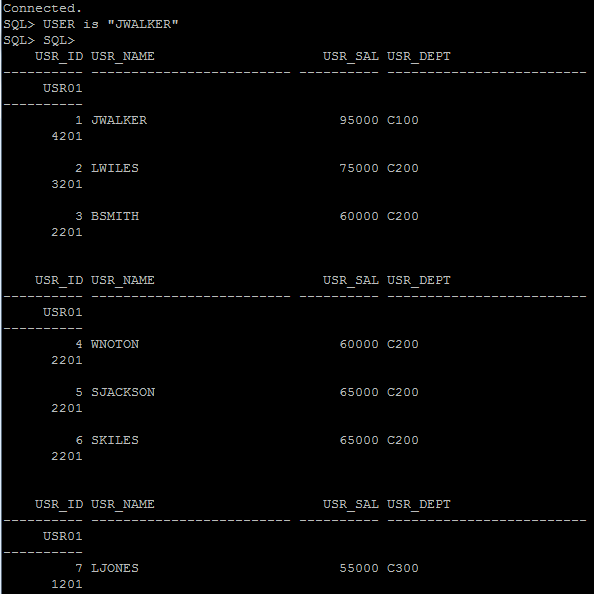 Connected.
SQL> USER is "JWALKER"
SQL> SQL>
    USR_ID USR_NAME                     USR_SAL USR_DEPT
---------- ------------------------- ---------- -------------------------
     USR01
----------
         1 JWALKER                        95000 C100
      4201

         2 LWILES                         75000 C200
      3201

         3 BSMITH                         60000 C200
      2201


    USR_ID USR_NAME                     USR_SAL USR_DEPT
---------- ------------------------- ---------- -------------------------
     USR01
----------
         4 WNOTON                         60000 C200
      2201

         5 SJACKSON                       65000 C200
      2201

         6 SKILES                         65000 C200
      2201


    USR_ID USR_NAME                     USR_SAL USR_DEPT
---------- ------------------------- ---------- -------------------------
     USR01
----------
         7 LJONES                         55000 C300
      1201